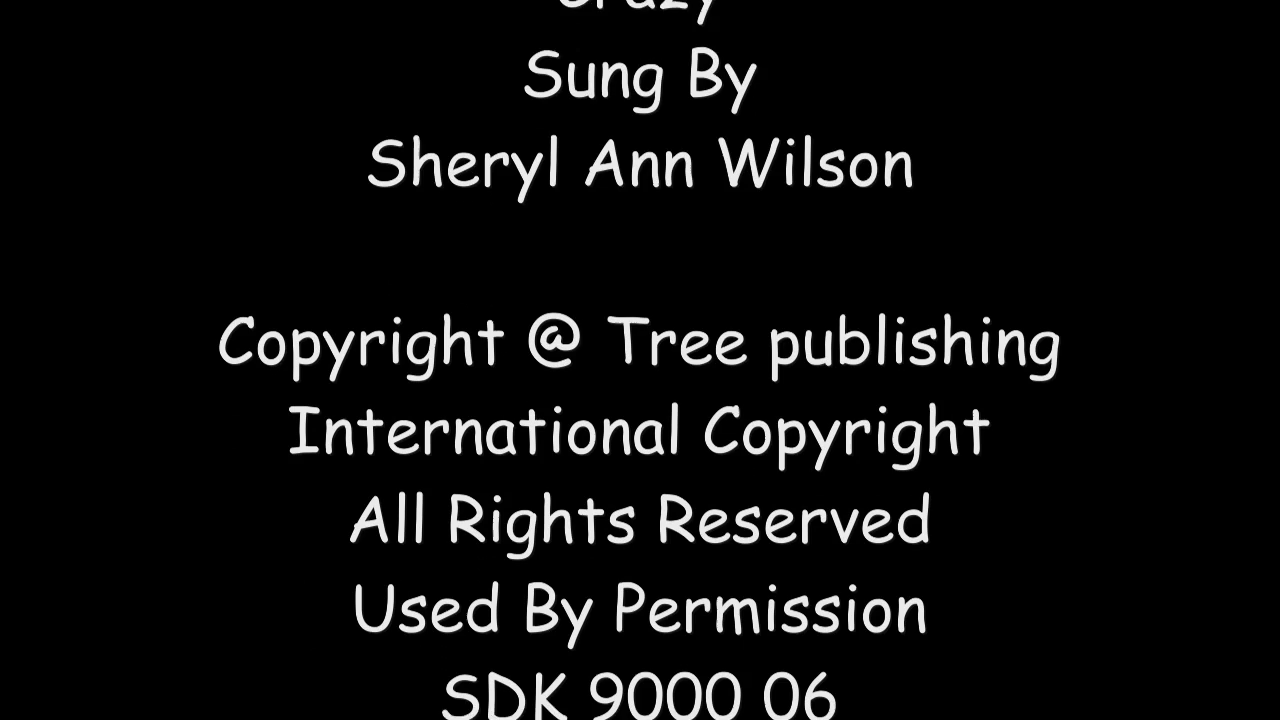 Crazy
Sung By
Sheryl Ann Wilson
Copyright @ Tree publishing
International Copyright
All Rights Reserved
Used By Permission
SDK 9000 06